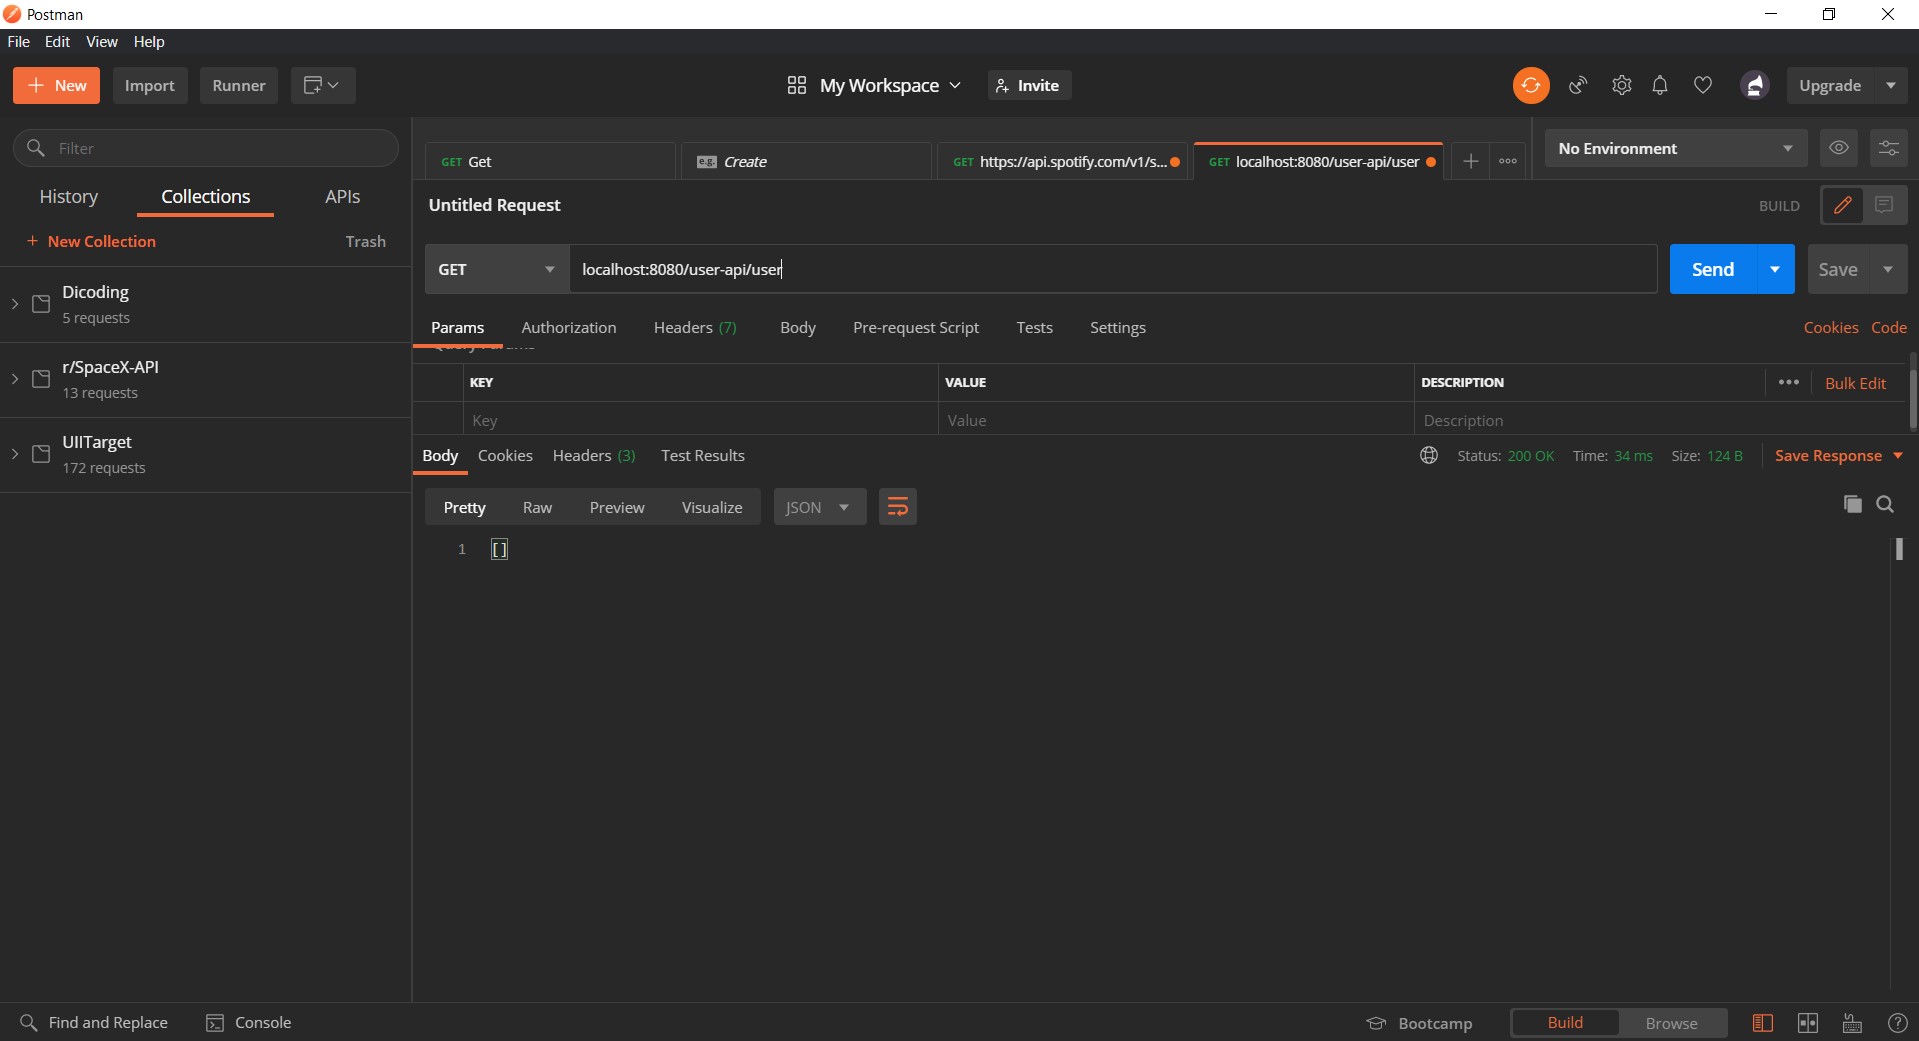 Postman
File Edit View Help
New Import Runner My Workspace Invite Upgrade
Filter
History Collections APIs
+ New Collection Trash
Dicoding
5 requests
r/SpaceX-API
13 requests
UIITarget
172 requests
GET Get e.g. Create GET https://api.spotify.com/v1/s... GET localhost:8080/user-api/user No Environment
Untitled Request BUILD
GET localhost:8080/user-api/user Send Save
Params Authorization Headers (7) Body Pre-request Script Tests Settings Cookies Code
KEY VALUE DESCRIPTION ••• Bulk Edit
Key Value Description
Body Cookies Headers (3) Test Results Status: 200 OK Time: 34 ms Size: 124 B Save Response
Pretty Raw Preview Visualize JSON
1 []
Find and Replace Console Bootcamp Build Browse